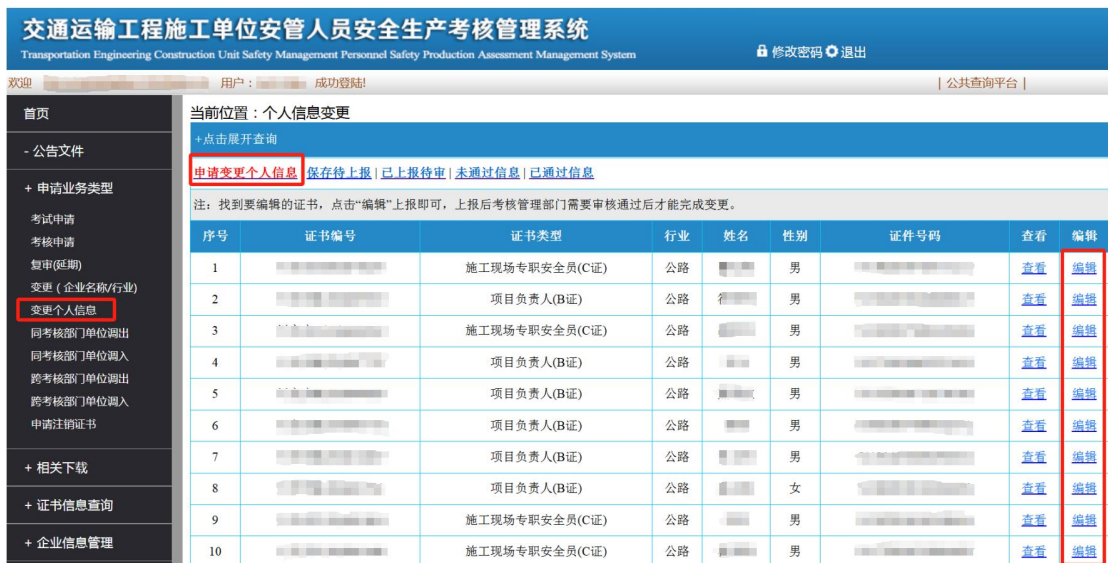 交通运输工程施工单位安管人员安全生产考核管理系统
Transportation Engineering Construction Unit Safety Management Personnel Safety Production Assessment Management System
修改密码 退出
欢迎 用户: 成功登陆!
| 公共查询平台 |
首页
- 公告文件
+ 申请业务类型
考试申请
考核申请
复审(延期)
变更 ( 企业名称/行业)
变更个人信息
同考核部门单位调出
同考核部门单位调入
跨考核部门单位调出
跨考核部门单位调入
申请注销证书
+ 相关下载
+ 证书信息查询
+ 企业信息管理
当前位置：个人信息变更
+点击展开查询
申请变更个人信息 | 保存待上报 | 已上报待审 | 未通过信息 | 已通过信息
注：找到要编辑的证书，点击“编辑”上报即可，上报后考核管理部门需要审核通过后才能完成变更。
序号 证书编号 证书类型 行业 姓名 性别 证件号码 查看 编辑
1 施工现场专职安全员(C证) 公路 男 查看 编辑
2 项目负责人(B证) 公路 男 查看 编辑
3 施工现场专职安全员(C证) 公路 男 查看 编辑
4 项目负责人(B证) 公路 男 查看 编辑
5 项目负责人(B证) 公路 男 查看 编辑
6 项目负责人(B证) 公路 男 查看 编辑
7 项目负责人(B证) 公路 男 查看 编辑
8 项目负责人(B证) 公路 女 查看 编辑
9 施工现场专职安全员(C证) 公路 男 查看 编辑
10 施工现场专职安全员(C证) 公路 男 查看 编辑